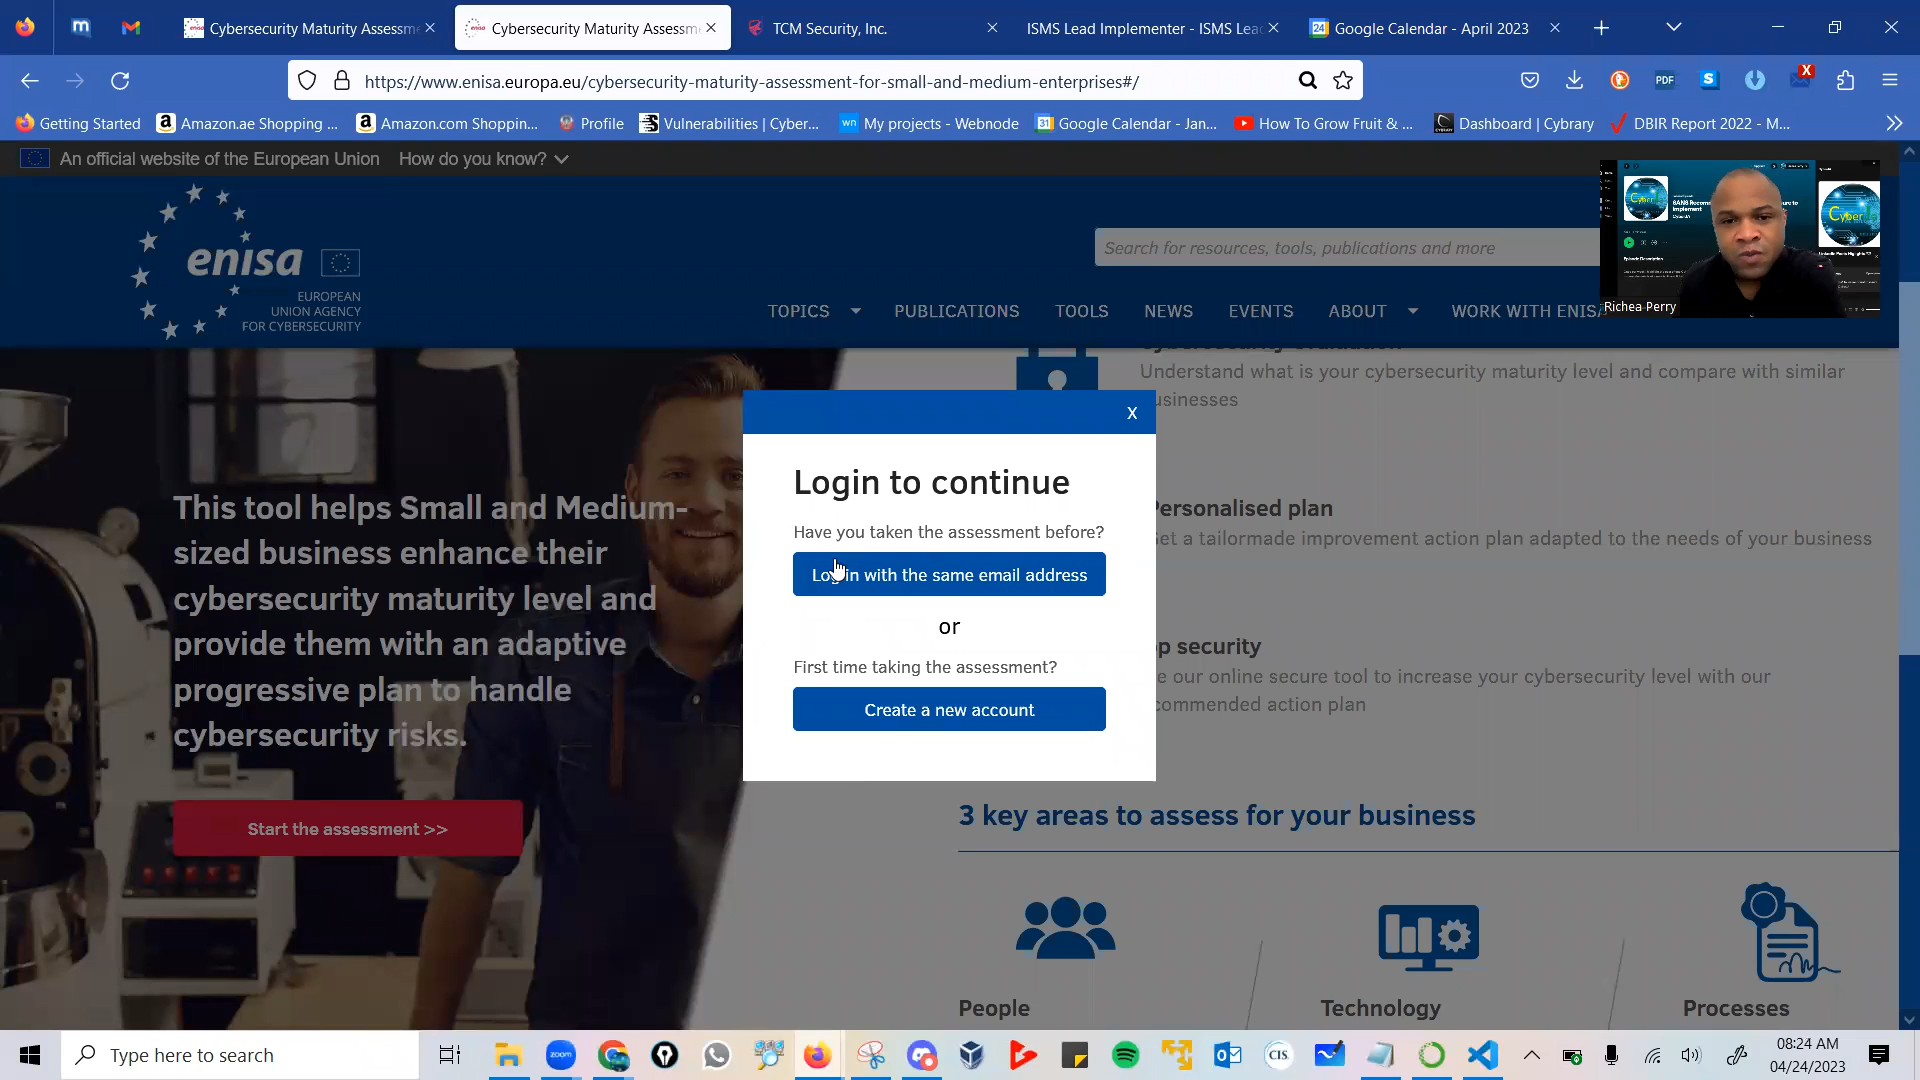 Cybersecurity Maturity Assessm
Cybersecurity Maturity Assessm
TCM Security, Inc.
ISMS Lead Implementer - ISMS Lea
24
Google Calendar - April 2023
https://www.enisa.europa.eu/cybersecurity-maturity-assessment-for-small-and-medium-enterprises#/
PDF
S
X
Getting Started
Amazon.ae Shopping ...
Amazon.com Shoppin...
Profile
Vulnerabilities | Cyber...
wn
My projects - Webnode
31
Google Calendar - Jan...
How To Grow Fruit & ...
Dashboard | Cybrary
DBIR Report 2022 - M...
An official website of the European Union
How do you know?
enisa
EUROPEAN
UNION AGENCY
FOR CYBERSECURITY
Search for resources, tools, publications and more
TOPICS
PUBLICATIONS
TOOLS
NEWS
EVENTS
ABOUT
WORK WITH ENISA
Episode Description
Richea Perry
Understand what is your cybersecurity maturity level and compare with similar
usinesses
X
Login to continue
Have you taken the assessment before?
Log in with the same email address
or
First time taking the assessment?
Create a new account
Personalised plan
et a tailormade improvement action plan adapted to the needs of your business
p security
e our online secure tool to increase your cybersecurity level with our
commended action plan
This tool helps Small and Medium-
sized business enhance their
cybersecurity maturity level and
provide them with an adaptive
progressive plan to handle
cybersecurity risks.
Start the assessment >>
3 key areas to assess for your business
People
Technology
Processes
Type here to search
zoom
CIS.
08:24 AM
04/24/2023